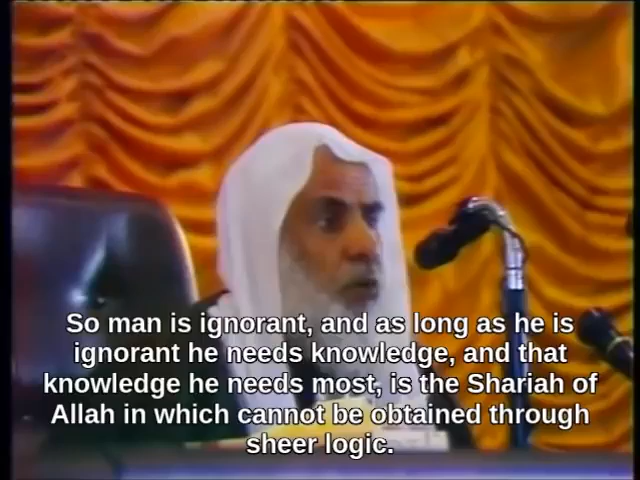 So man is ignorant, and as long as he is
ignorant he needs knowledge, and that
knowledge he needs most, is the Shariah of
Allah in which cannot be obtained through
sheer logic.